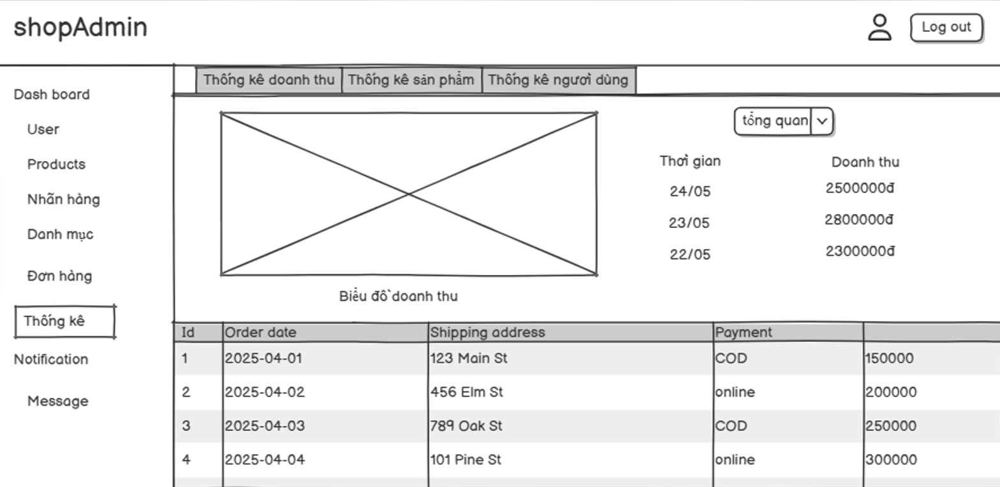 shopAdmin
Log out
Thống kê doanh thu Thống kê sản phẩm Thống kê người dùng
Dash board
User
Products
Nhãn hàng
Danh mục
Đơn hàng
Thống kê
Notification
Message
tổng quan
Thời gian Doanh thu
24/05 2500000đ
23/05 2800000đ
22/05 2300000đ
Biểu đồ doanh thu
Id Order date Shipping address Payment
1 2025-04-01 123 Main St COD 150000
2 2025-04-02 456 Elm St online 200000
3 2025-04-03 789 Oak St COD 250000
4 2025-04-04 101 Pine St online 300000